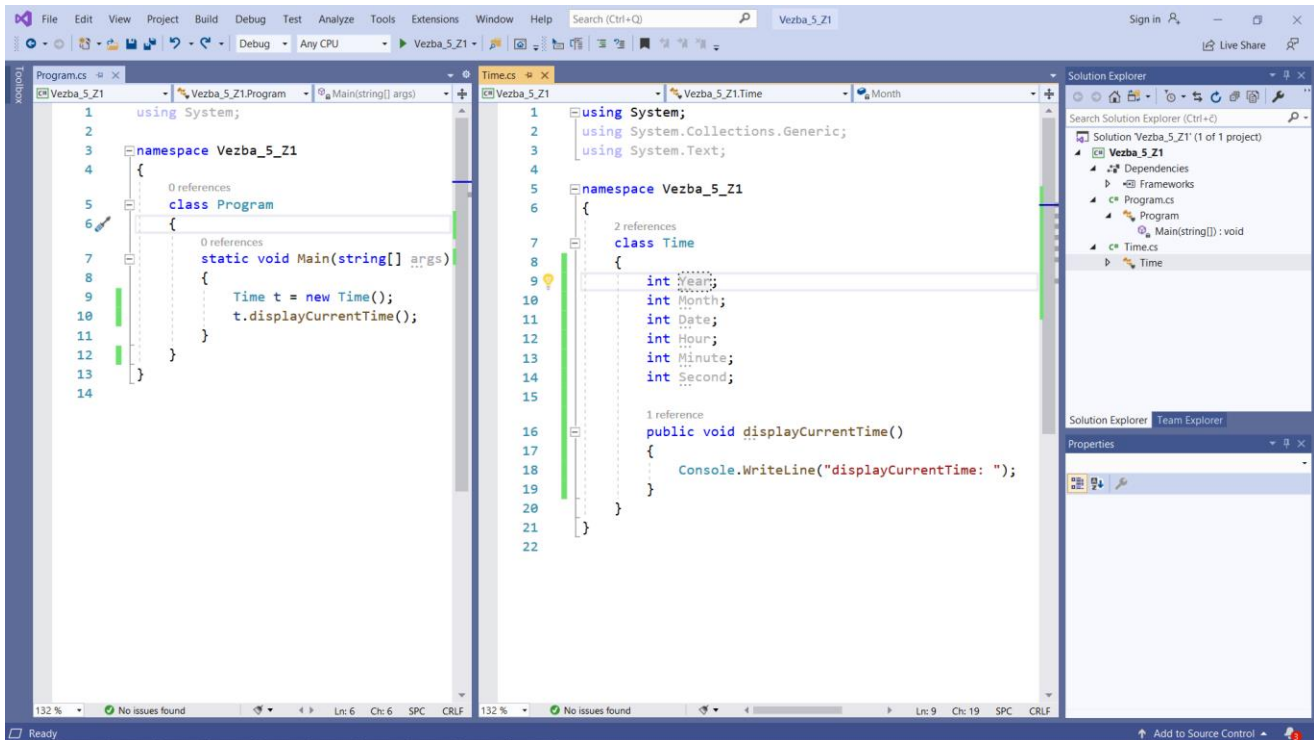 File Edit View Project Build Debug Test Analyze Tools Extensions Window Help Search (Ctrl+Q) Vezba_5_Z1 Sign in
Debug Any CPU Vezba_5_Z1 Live Share
Toolbox
Program.cs
Vezba_5_Z1 Vezba_5_Z1.Program Main(string[] args)
1 using System;
2
3 namespace Vezba_5_Z1
4 {
0 references
5 class Program
6 {
0 references
7 static void Main(string[] args)
8 {
9 Time t = new Time();
10 t.displayCurrentTime();
11 }
12 }
13 }
14
132 % No issues found Ln: 6 Ch: 6 SPC CRLF
Time.cs
Vezba_5_Z1 Vezba_5_Z1.Time Month
1 using System;
2 using System.Collections.Generic;
3 using System.Text;
4
5 namespace Vezba_5_Z1
6 {
2 references
7 class Time
8 {
9 int Year;
10 int Month;
11 int Date;
12 int Hour;
13 int Minute;
14 int Second;
15
1 reference
16 public void displayCurrentTime()
17 {
18 Console.WriteLine("displayCurrentTime: ");
19 }
20 }
21 }
22
132 % No issues found Ln: 9 Ch: 19 SPC CRLF
Solution Explorer
Search Solution Explorer (Ctrl+č)
Solution 'Vezba_5_Z1' (1 of 1 project)
C# Vezba_5_Z1
Dependencies
Frameworks
C# Program.cs
Program
Main(string[]) : void
C# Time.cs
Time
Solution Explorer Team Explorer
Properties
Ready Add to Source Control 3